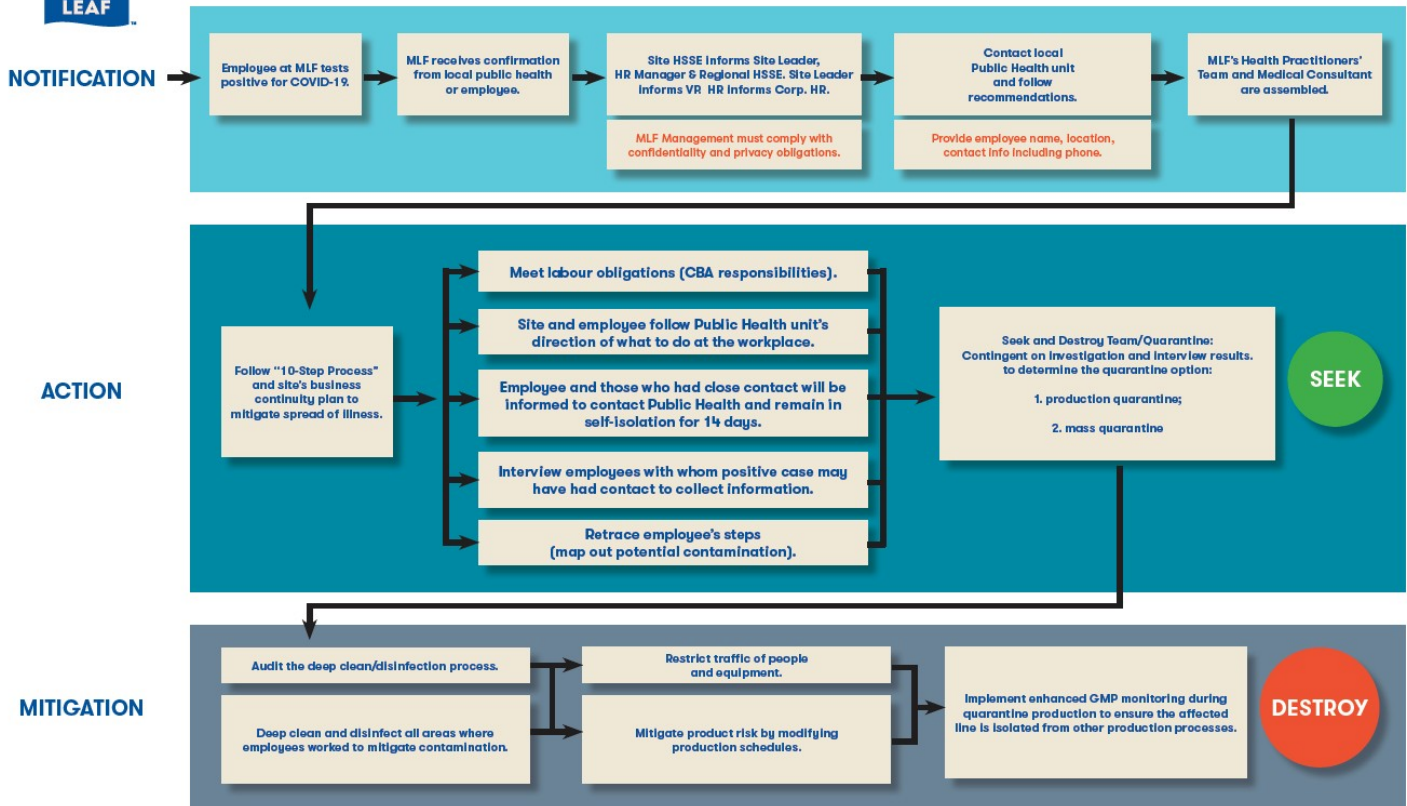 LEAF
NOTIFICATION
Employee at MLF tests
positive for COVID-19.
MLF receives confirmation
from local public health
or employee.
Site HSSE informs Site Leader,
HR Manager & Regional HSSE. Site Leader
informs VP. HR informs Corp. HR.
MLF Management must comply with
confidentiality and privacy obligations.
Contact local
Public Health unit
and follow
recommendations.
Provide employee name, location,
contact info including phone.
MLF's Health Practitioners'
Team and Medical Consultant
are assembled.
ACTION
Follow "10-Step Process"
and site's business
continuity plan to
mitigate spread of illness.
Meet labour obligations (CBA responsibilities).
Site and employee follow Public Health unit's
direction of what to do at the workplace.
Employee and those who had close contact will be
informed to contact Public Health and remain in
self-isolation for 14 days.
Interview employees with whom positive case may
have had contact to collect information.
Retrace employee's steps
(map out potential contamination).
Seek and Destroy Team/Quarantine:
Contingent on investigation and interview results.
to determine the quarantine option:
1. production quarantine;
2. mass quarantine
SEEK
MITIGATION
Audit the deep clean/disinfection process.
Deep clean and disinfect all areas where
employees worked to mitigate contamination.
Restrict traffic of people
and equipment.
Mitigate product risk by modifying
production schedules.
Implement enhanced GMP monitoring during
quarantine production to ensure the affected
line is isolated from other production processes.
DESTROY